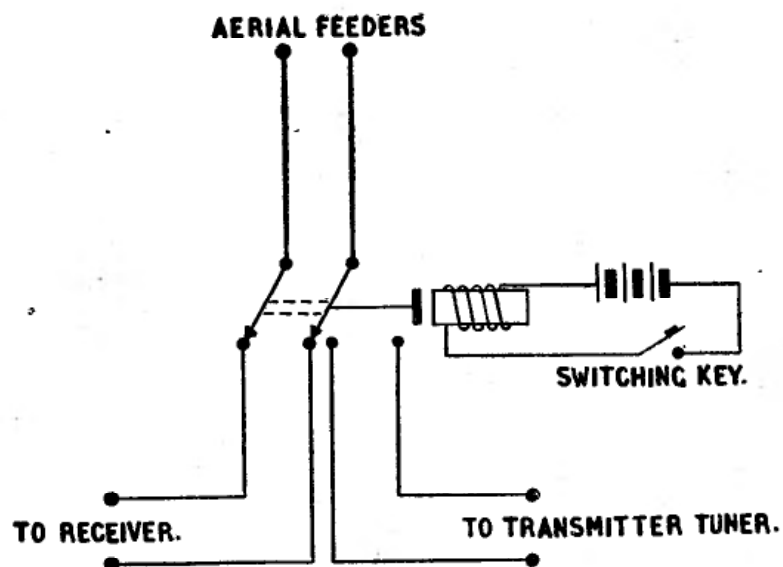 AERIAL FEEDERS
SWITCHING KEY.
TO RECEIVER.
TO TRANSMITTER TUNER.